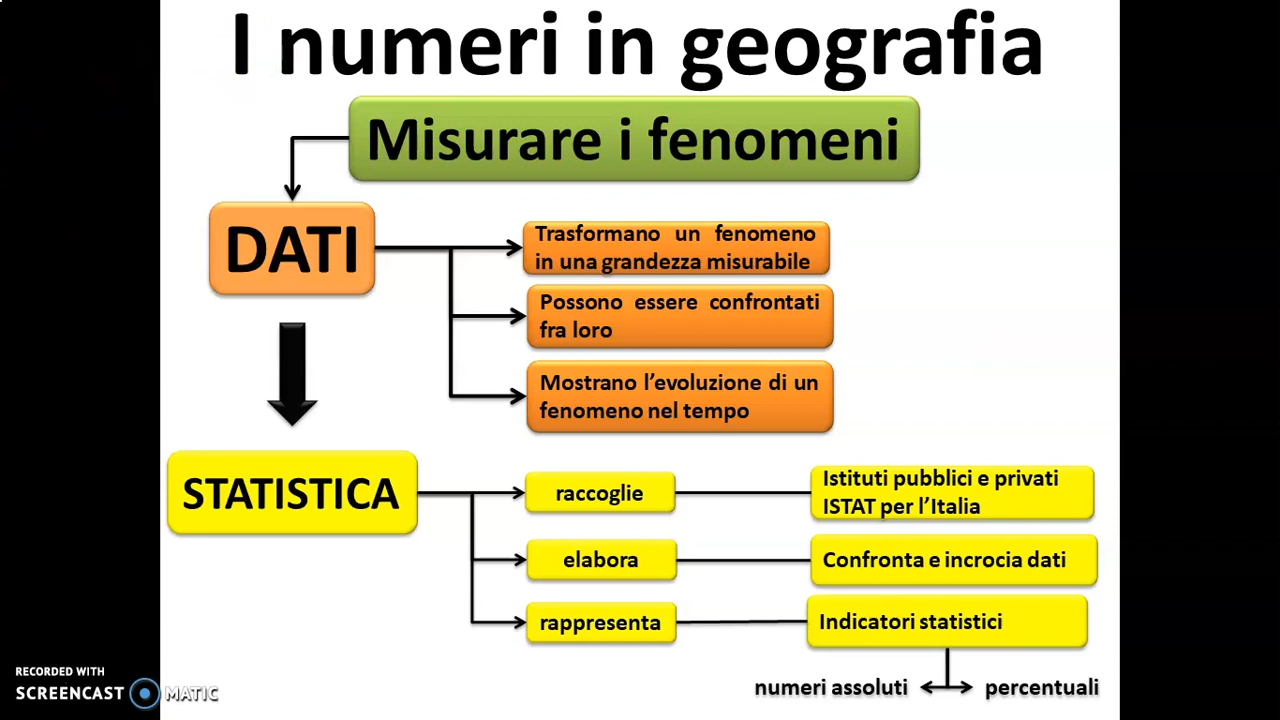 I numeri in geografia
Misurare i fenomeni
DATI
Trasformano un fenomeno
in una grandezza misurabile
Possono essere confrontati
fra loro
Mostrano l'evoluzione di un
fenomeno nel tempo
STATISTICA
raccoglie
Istituti pubblici e privati
ISTAT per l'Italia
elabora
Confronta e incrocia dati
rappresenta
Indicatori statistici
numeri assoluti
percentuali
RECORDED WITH
SCREENCAST MATIC